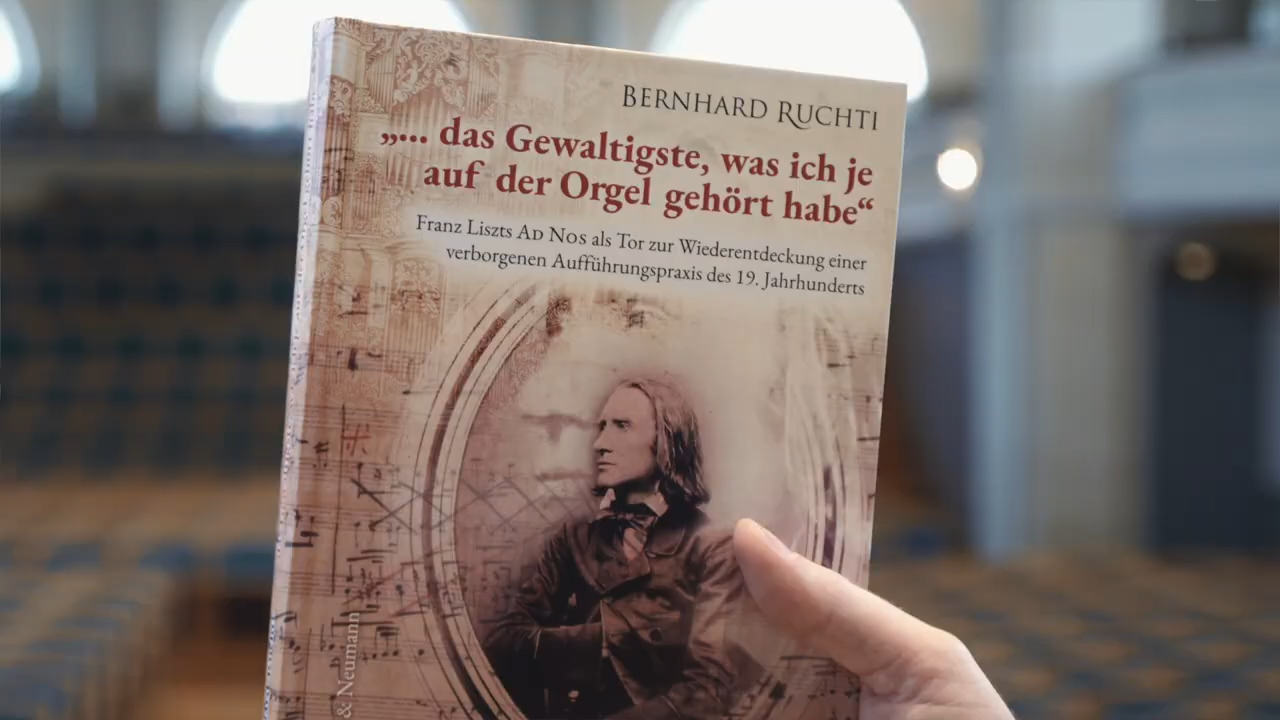 BERNHARD RUCHTI
„... das Gewaltigste, was ich je
auf der Orgel gehört habe“
Franz Liszts AD NOS als Tor zur Wiederentdeckung einer
verborgenen Aufführungspraxis des 19. Jahrhunderts
& Neumann